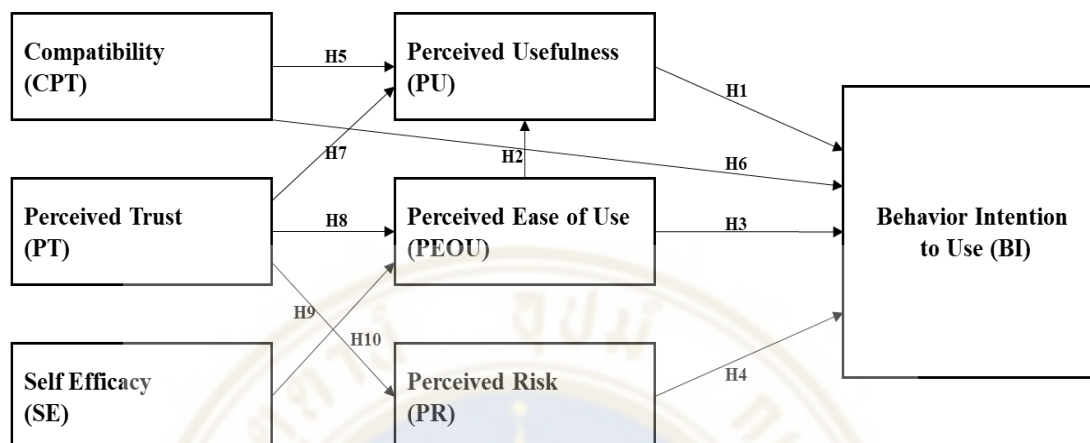 Compatibility
(CPT)
H5
Perceived Usefulness
(PU)
H1
H7
H2
H6
Perceived Trust
(PT)
H8
Perceived Ease of Use
(PEOU)
H3
Behavior Intention
to Use (BI)
H9
H10
Self Efficacy
(SE)
Perceived Risk
(PR)
H4